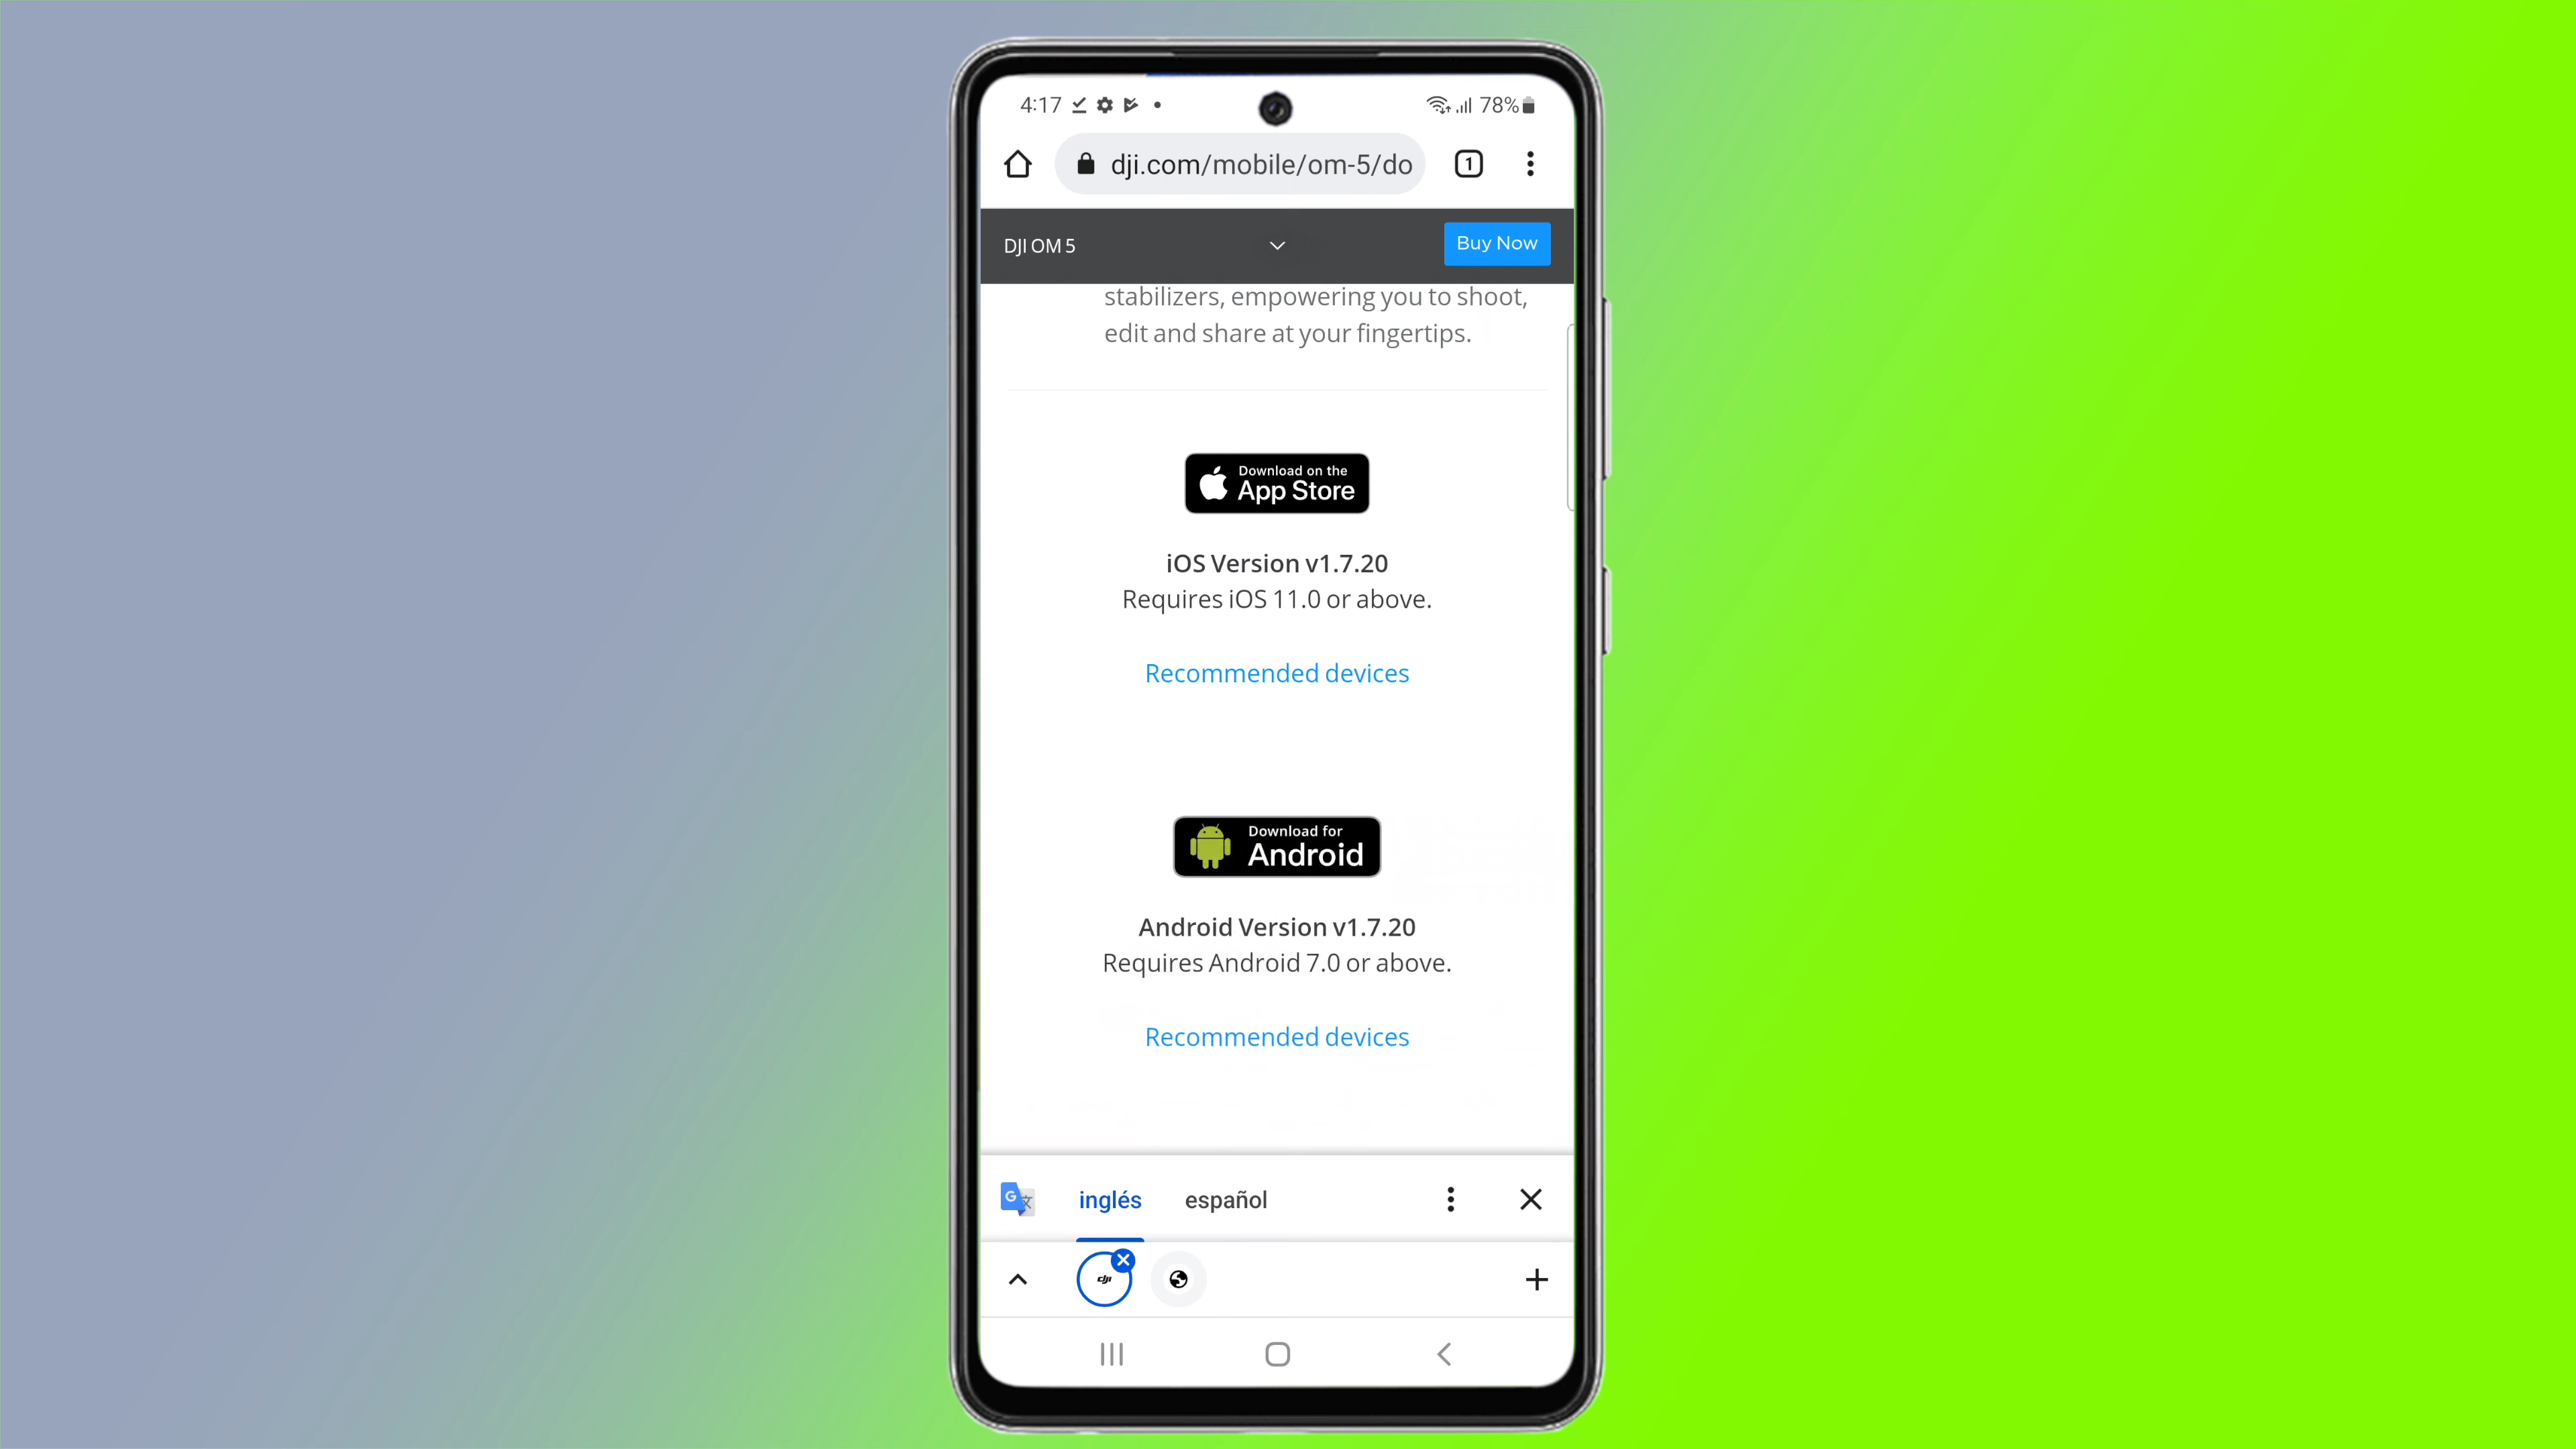 4:17
78%
dji.com/mobile/om-5/do
1
DJI OM 5
Buy Now
stabilizers, empowering you to shoot,
edit and share at your fingertips.
Download on the
App Store
iOS Version v1.7.20
Requires iOS 11.0 or above.
Recommended devices
Download for
Android
Android Version v1.7.20
Requires Android 7.0 or above.
Recommended devices
G 文
inglés
español
dji